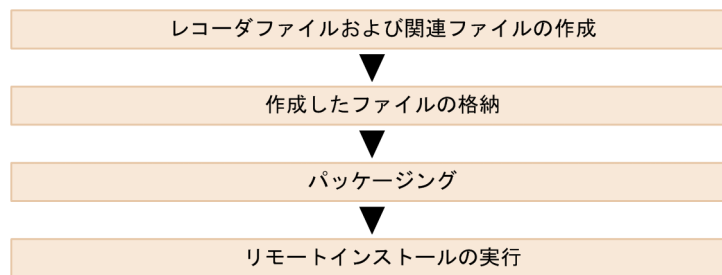 レコーダファイルおよび関連ファイルの作成
作成したファイルの格納
パッケージング
リモートインストールの実行